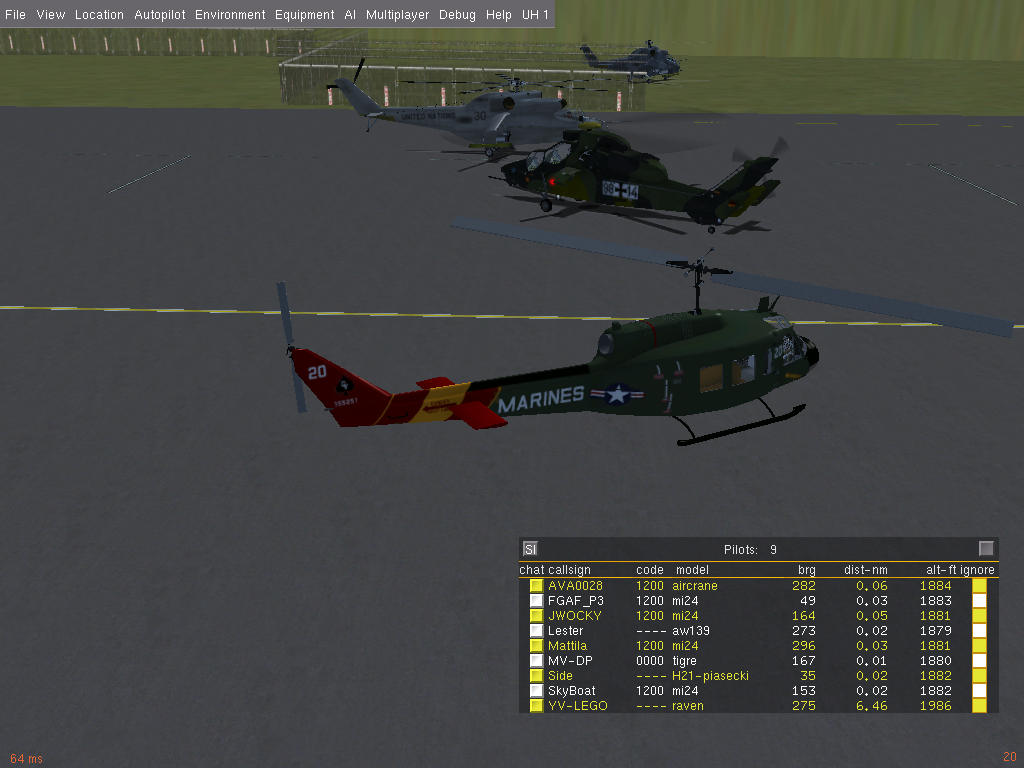 File View Location Autopilot Environment Equipment AI Multiplayer Debug Help UH 1
UNITED NATIONS 30
98 14
20
20
MARINES
SI Pilots: 9
chat callsign code model brg dist-nm alt-ft ignore
AVA0028 1200 aircrane 282 0.06 1884
FGAF_P3 1200 mi24 49 0.03 1883
JWOCKY 1200 mi24 164 0.05 1881
Lester ---- aw139 273 0.02 1879
Mattila 1200 mi24 296 0.03 1881
MV-DP 0000 tigre 167 0.01 1880
Side ---- H21-piasecki 35 0.02 1882
SkyBoat 1200 mi24 153 0.02 1882
YV-LEGO ---- raven 275 6.46 1986
64 ms
20